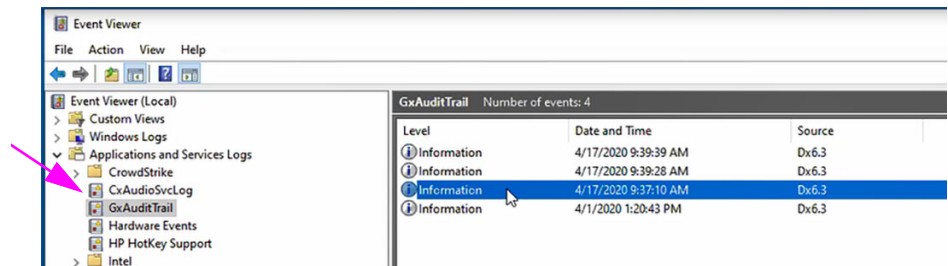 Event Viewer
File Action View Help
Event Viewer (Local)
Custom Views
Windows Logs
Applications and Services Logs
CrowdStrike
CxAudioSvcLog
GxAuditTrail
Hardware Events
HP HotKey Support
Intel
GxAuditTrail Number of events: 4
Level Date and Time Source
Information 4/17/2020 9:39:39 AM Dx6.3
Information 4/17/2020 9:39:28 AM Dx6.3
Information 4/17/2020 9:37:10 AM Dx6.3
Information 4/1/2020 1:20:43 PM Dx6.3